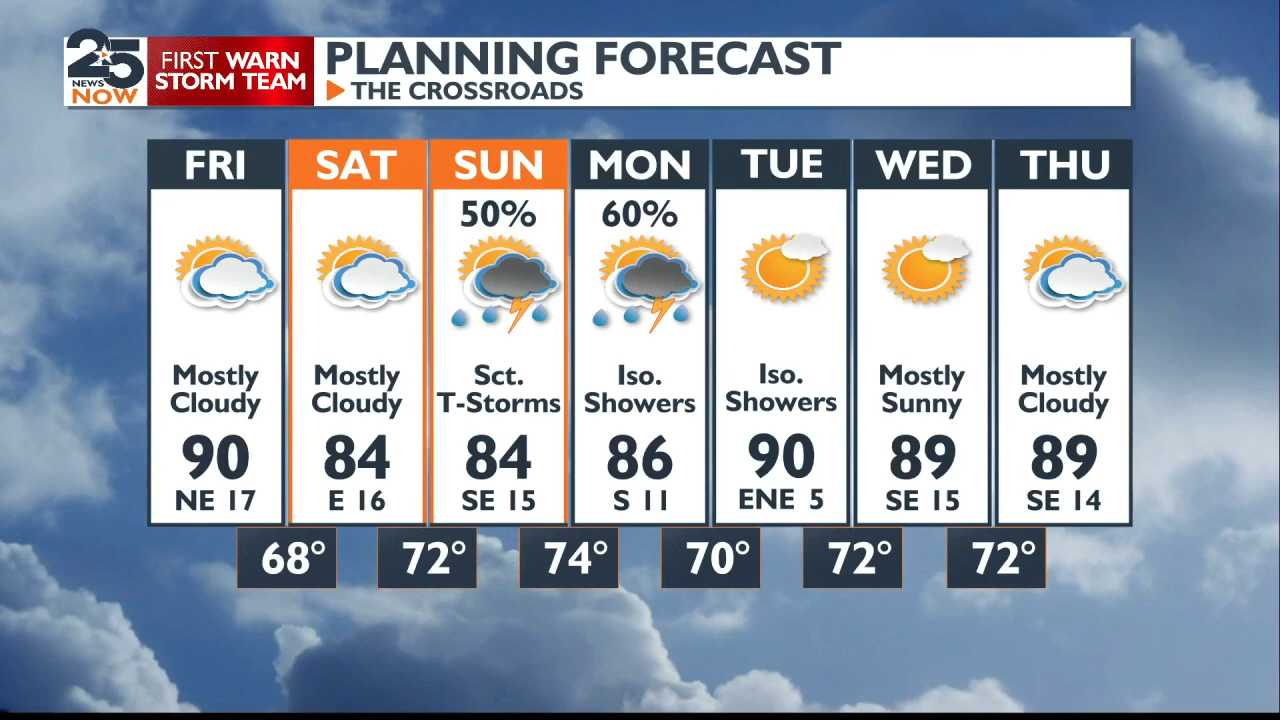 25
NEWS
NOW
FIRST WARN
STORM TEAM
PLANNING FORECAST
THE CROSSROADS
FRI
Mostly
Cloudy
90
NE 17
SAT
Mostly
Cloudy
84
E 16
SUN
50%
Sct.
T-Storms
84
SE 15
MON
60%
Iso.
Showers
86
S 11
TUE
Iso.
Showers
90
ENE 5
WED
Mostly
Sunny
89
SE 15
THU
Mostly
Cloudy
89
SE 14
68°
72°
74°
70°
72°
72°